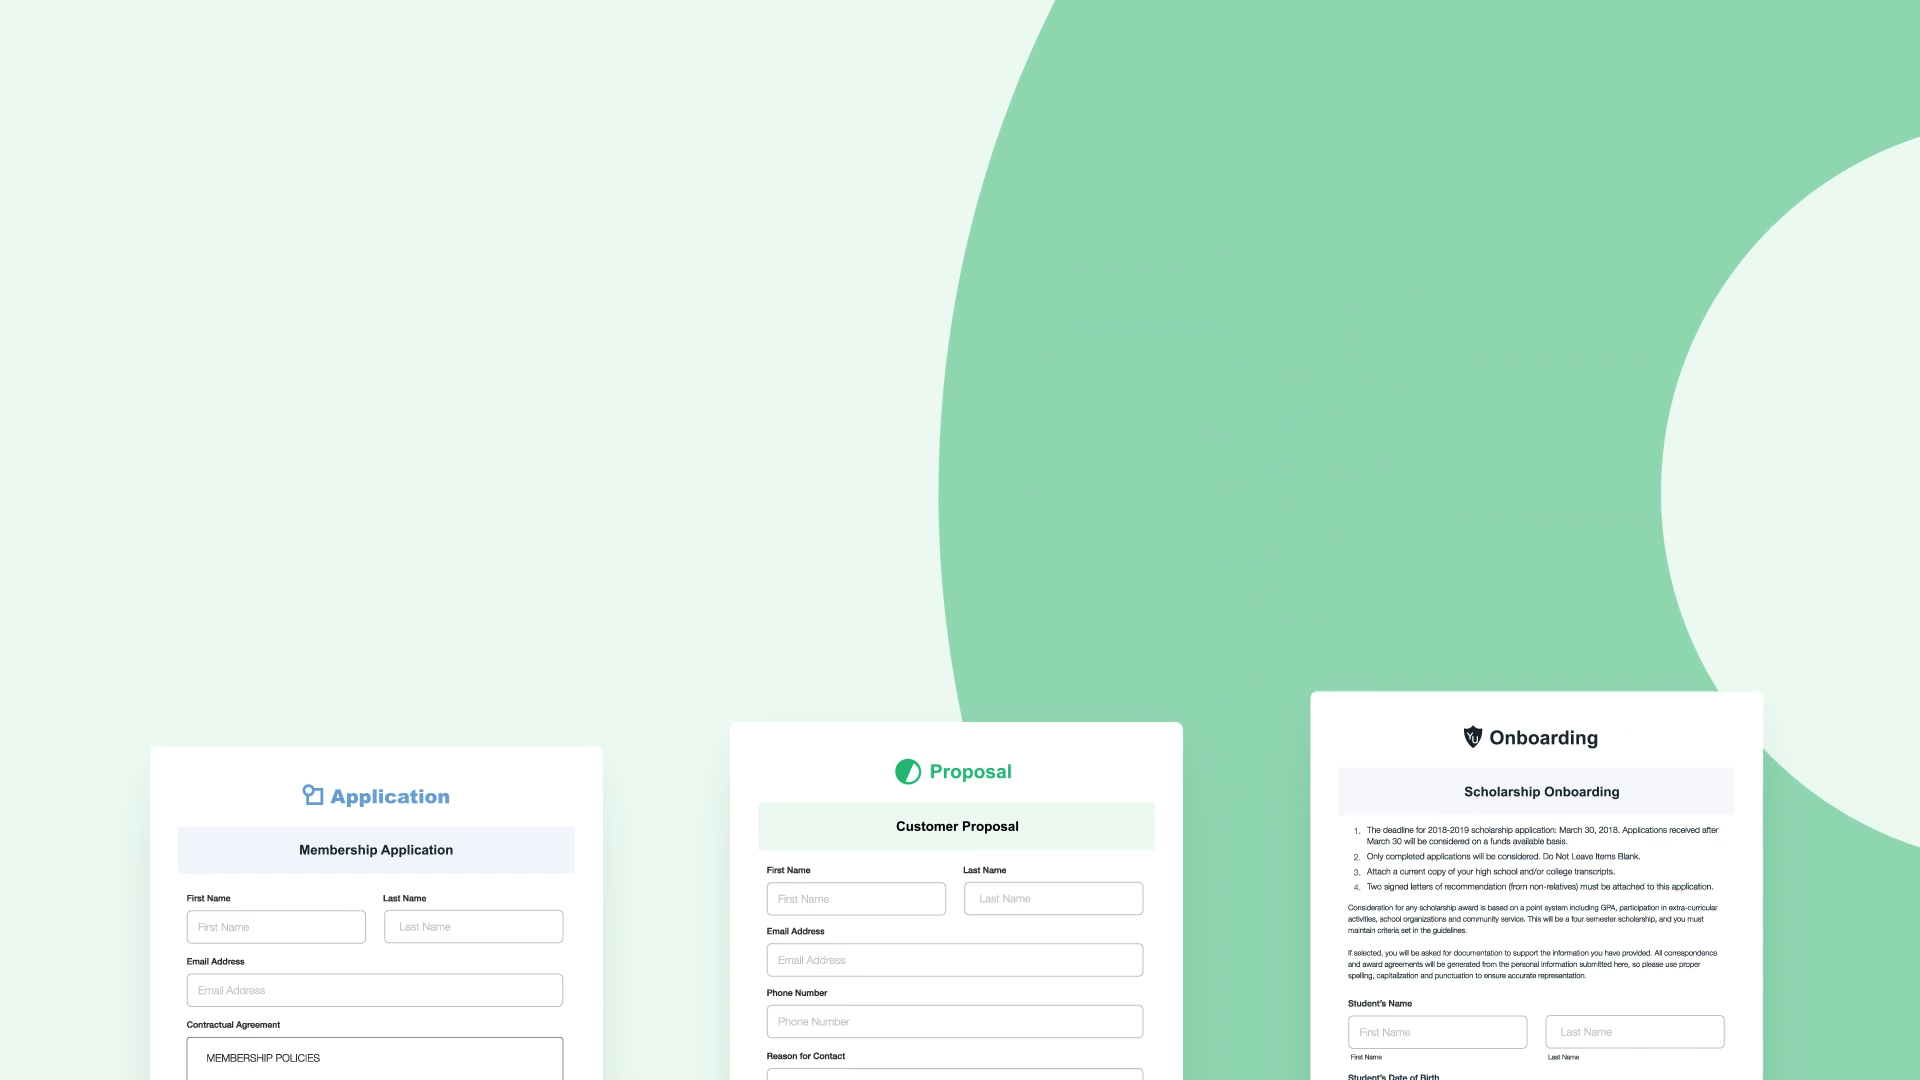 Application
Membership Application
First Name Last Name
First Name Last Name
Email Address
Email Address
Contractual Agreement
MEMBERSHIP POLICIES
Proposal
Customer Proposal
First Name Last Name
First Name Last Name
Email Address
Email Address
Phone Number
Phone Number
Reason for Contact
YU Onboarding
Scholarship Onboarding
1. The deadline for 2018-2019 scholarship application: March 30, 2018. Applications received after
March 30 will be considered on a funds available basis.
2. Only completed applications will be considered. Do Not Leave Items Blank.
3. Attach a current copy of your high school and/or college transcripts.
4. Two signed letters of recommendation (from non-relatives) must be attached to this application.
Consideration for any scholarship award is based on a point system including GPA, participation in extra-curricular
activities, school organizations and community service. This will be a four semester scholarship, and you must
maintain criteria set in the guidelines.
If selected, you will be asked for documentation to support the information you have provided. All correspondence
and award agreements will be generated from the personal information submitted here, so please use proper
spelling, capitalization and punctuation to ensure accurate representation.
Student's Name
First Name Last Name
First Name Last Name
Student's Date of Birth